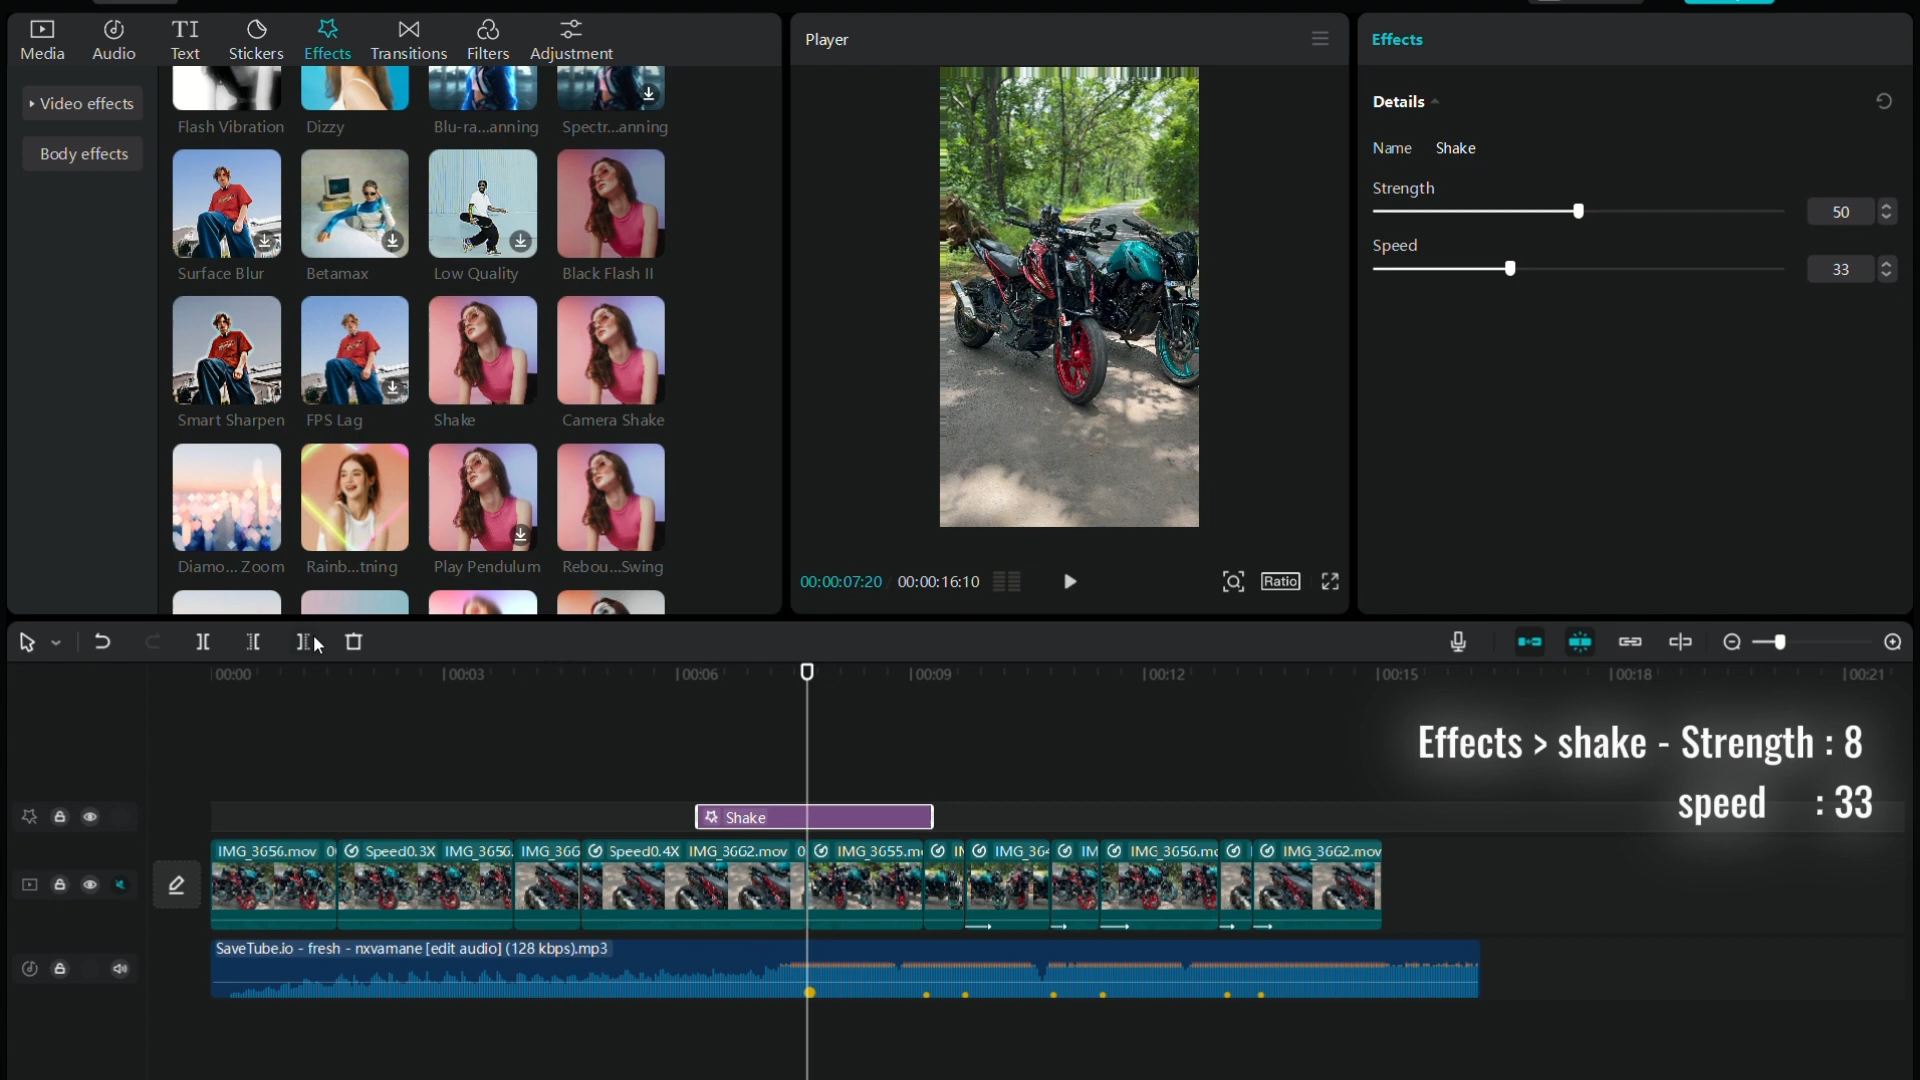 Media
Audio
Text
Stickers
Effects
Transitions
Filters
Adjustment
Video effects
Body effects
Flash Vibration
Dizzy
Blu-ra...anning
Spectr...anning
Surface Blur
Betamax
Low Quality
Black Flash II
Smart Sharpen
FPS Lag
Shake
Camera Shake
Diamo... Zoom
Rainb...tning
Play Pendulum
Rebou...Swing
Player
00:00:07:20 / 00:00:16:10
Ratio
Effects
Details
Name Shake
Strength
50
Speed
33
00:00
00:03
00:06
00:09
00:12
00:15
00:18
00:21
Effects > shake - Strength : 8
speed : 33
Shake
IMG_3656.mov
Speed0.3X IMG_3656.
IMG_366
Speed0.4X IMG_3662.mov 0
IMG_3655.m
IMG_364
IM
IMG_3656.m
IMG_3662.mov
SaveTube.io - fresh - nxvamane [edit audio] (128 kbps).mp3